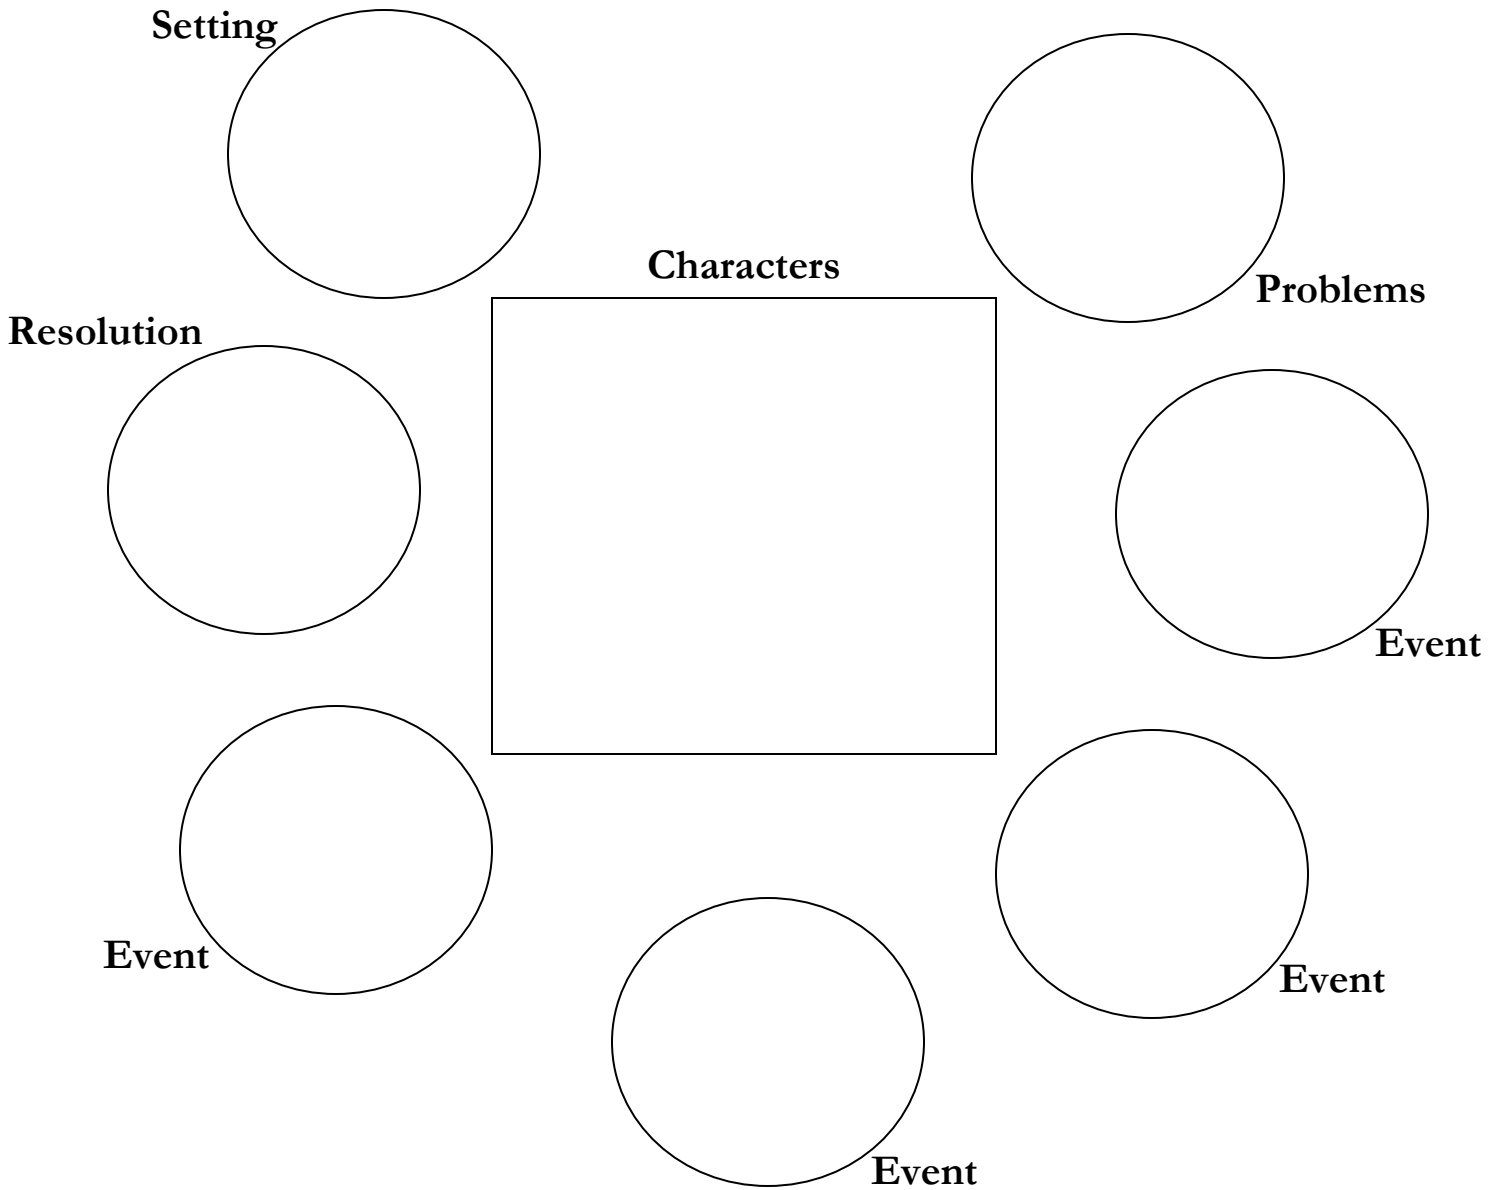 Setting
Characters
Problems
Resolution
Event
Event
Event
Event